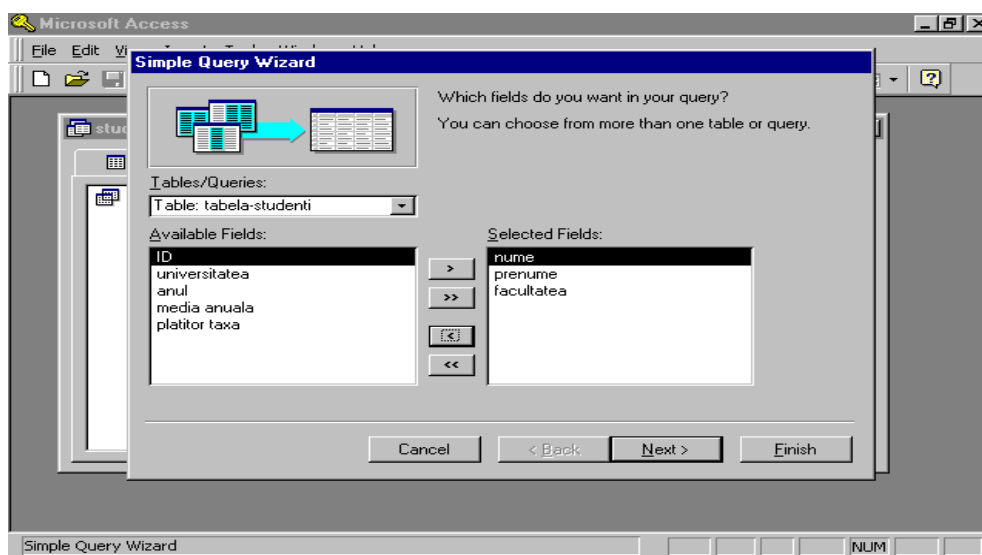 Microsoft Access
File Edit
Simple Query Wizard
Which fields do you want in your query?
You can choose from more than one table or query.
stud
Tables/Queries:
Table: tabela-studenti
Available Fields:
ID
universitatea
anul
media anuala
platitor taxa
>
>>
<
<<
Selected Fields:
nume
prenume
facultatea
Cancel
< Back
Next >
Finish
Simple Query Wizard
NUM